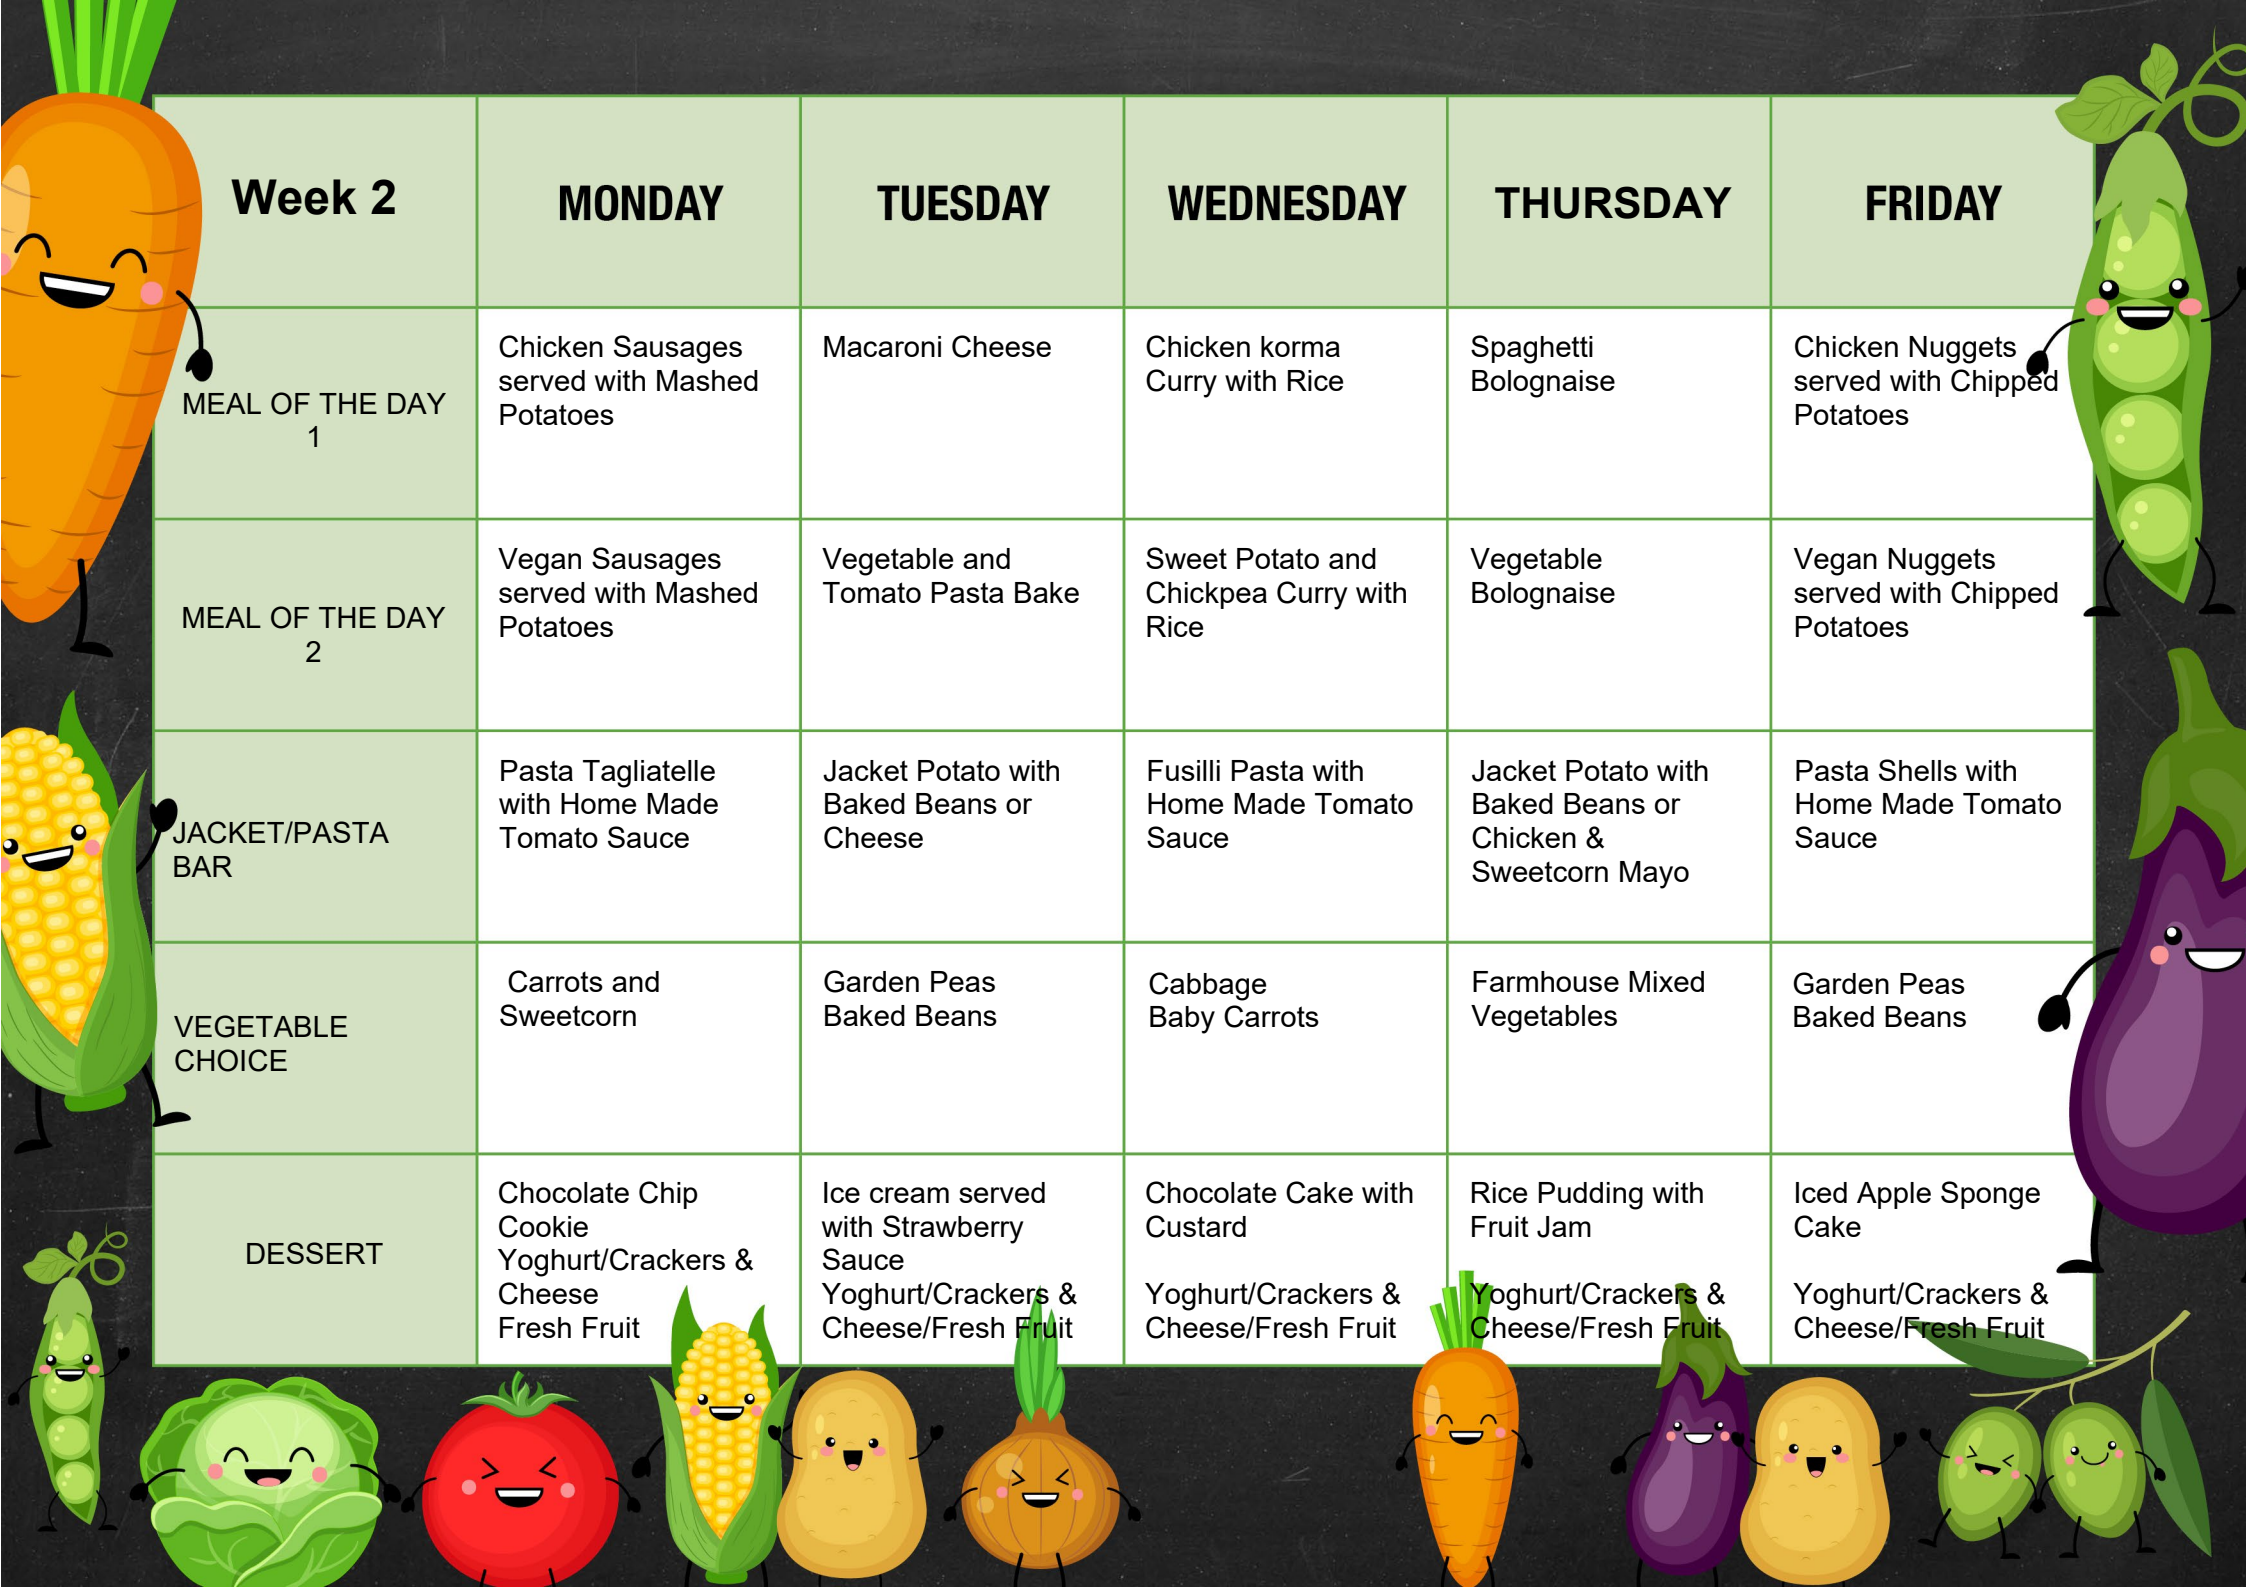 Week 2
MONDAY
TUESDAY
WEDNESDAY
THURSDAY
FRIDAY
MEAL OF THE DAY
1
Chicken Sausages
served with Mashed
Potatoes
Macaroni Cheese
Chicken korma
Curry with Rice
Spaghetti
Bolognaise
Chicken Nuggets
served with Chipped
Potatoes
MEAL OF THE DAY
2
Vegan Sausages
served with Mashed
Potatoes
Vegetable and
Tomato Pasta Bake
Sweet Potato and
Chickpea Curry with
Rice
Vegetable
Bolognaise
Vegan Nuggets
served with Chipped
Potatoes
JACKET/PASTA
BAR
Pasta Tagliatelle
with Home Made
Tomato Sauce
Jacket Potato with
Baked Beans or
Cheese
Fusilli Pasta with
Home Made Tomato
Sauce
Jacket Potato with
Baked Beans or
Chicken &
Sweetcorn Mayo
Pasta Shells with
Home Made Tomato
Sauce
VEGETABLE
CHOICE
Carrots and
Sweetcorn
Garden Peas
Baked Beans
Cabbage
Baby Carrots
Farmhouse Mixed
Vegetables
Garden Peas
Baked Beans
DESSERT
Chocolate Chip
Cookie
Yoghurt/Crackers &
Cheese
Fresh Fruit
Ice cream served
with Strawberry
Sauce
Yoghurt/Crackers &
Cheese/Fresh Fruit
Chocolate Cake with
Custard
Yoghurt/Crackers &
Cheese/Fresh Fruit
Rice Pudding with
Fruit Jam
Yoghurt/Crackers &
Cheese/Fresh Fruit
Iced Apple Sponge
Cake
Yoghurt/Crackers &
Cheese/Fresh Fruit